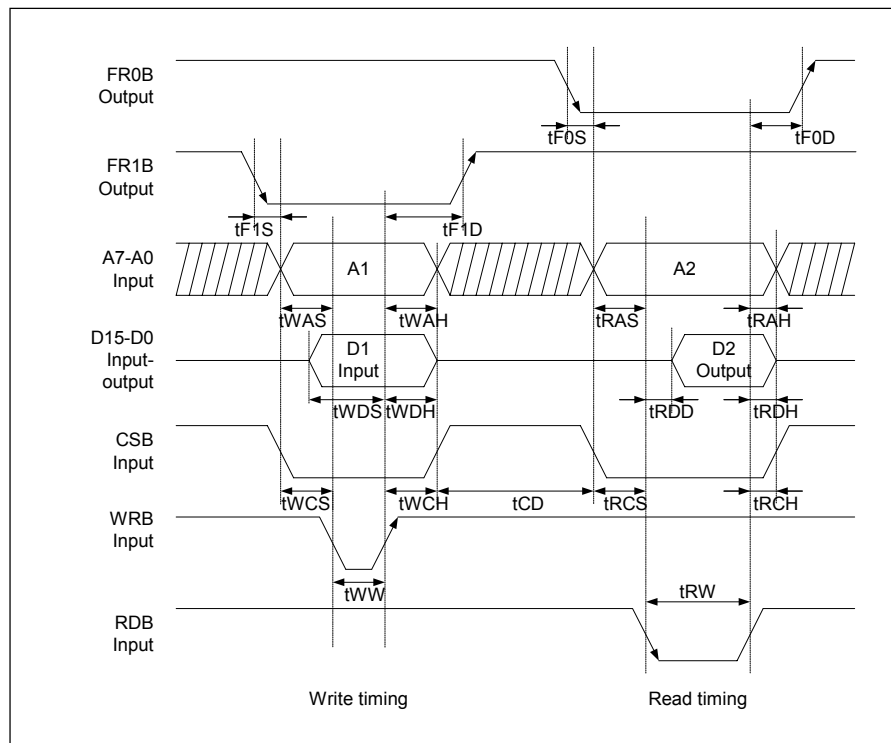 FR0B
Output
tF0S
tF0D
FR1B
Output
tF1S
tF1D
A7-A0
Input
A1
A2
tWAS
tWAH
tRAS
tRAH
D15-D0
Input-
output
D1
Input
D2
Output
tWDS
tWDH
tRDD
tRDH
CSB
Input
tWCS
tWCH
tCD
tRCS
tRCH
WRB
Input
tWW
tRW
RDB
Input
Write timing
Read timing